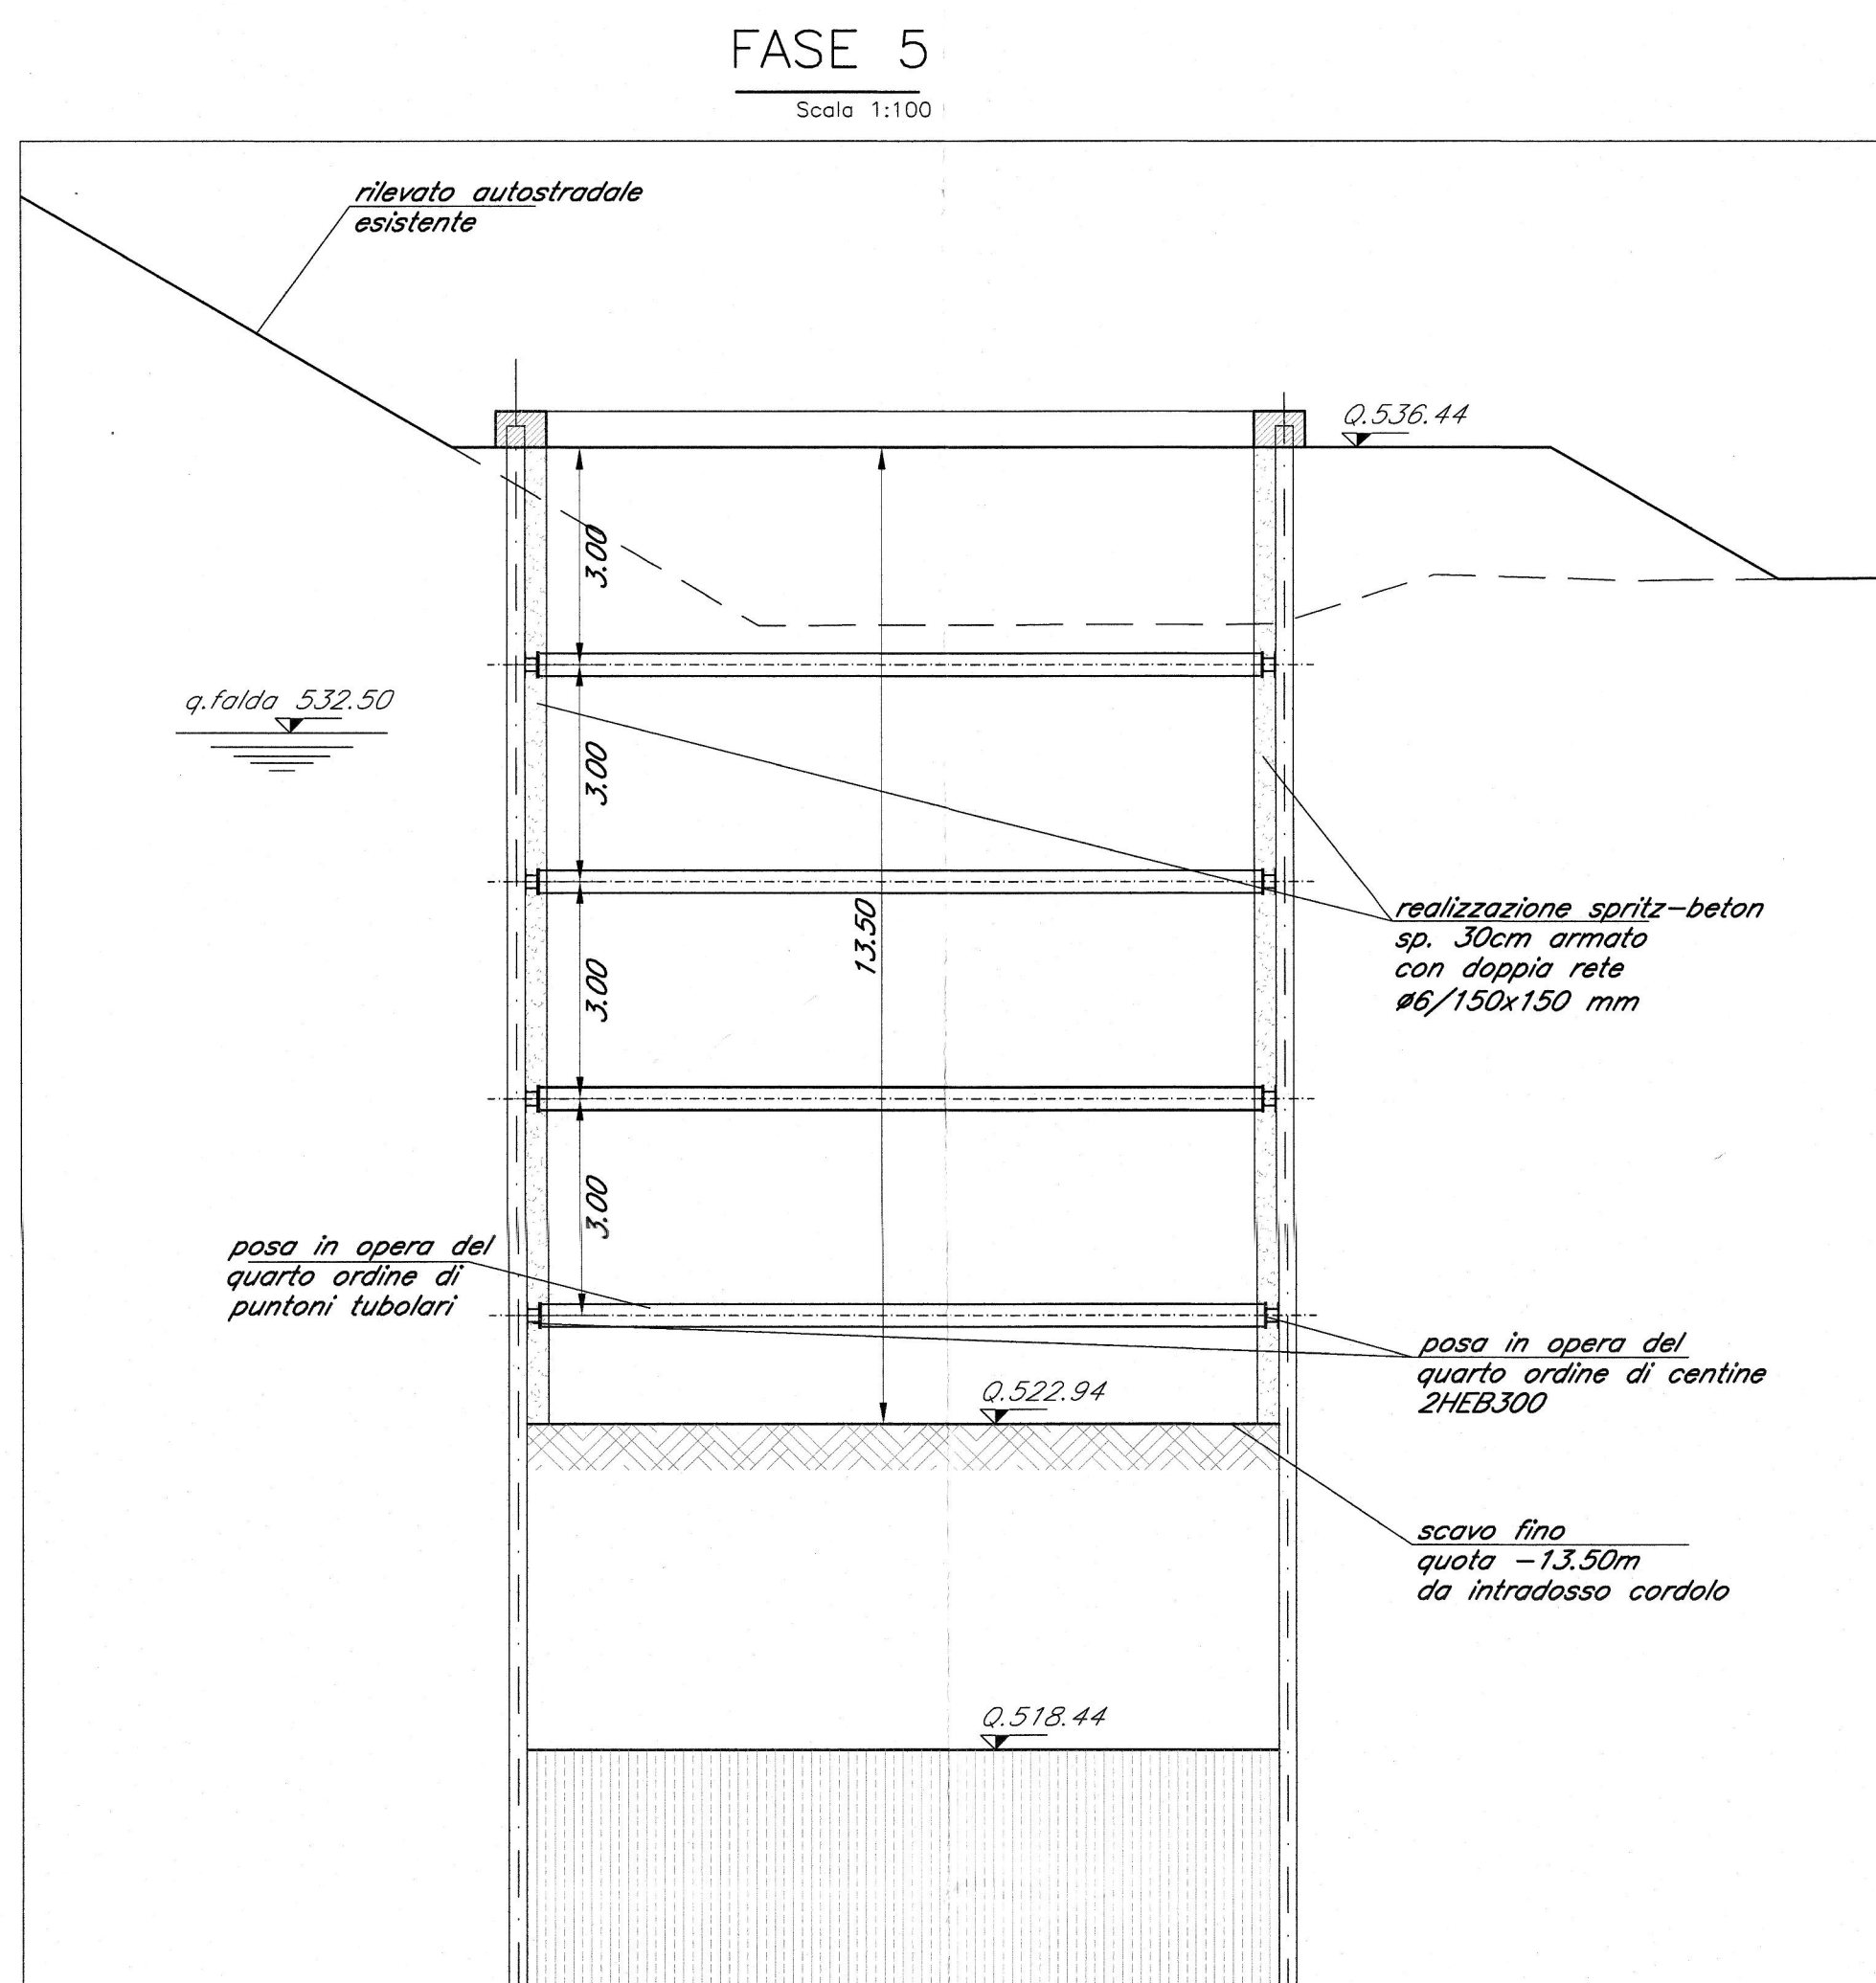 FASE 5
Scala 1:100
rilevato autostradale
esistente
Q.536.44
3.00
q.falda 532.50
3.00
13.50
realizzazione spritz-beton
sp. 30cm armato
con doppia rete
ø6/150x150 mm
3.00
3.00
posa in opera del
quarto ordine di
puntoni tubolari
posa in opera del
quarto ordine di centine
2HEB300
Q.522.94
scavo fino
quota -13.50m
da intradosso cordolo
Q.518.44